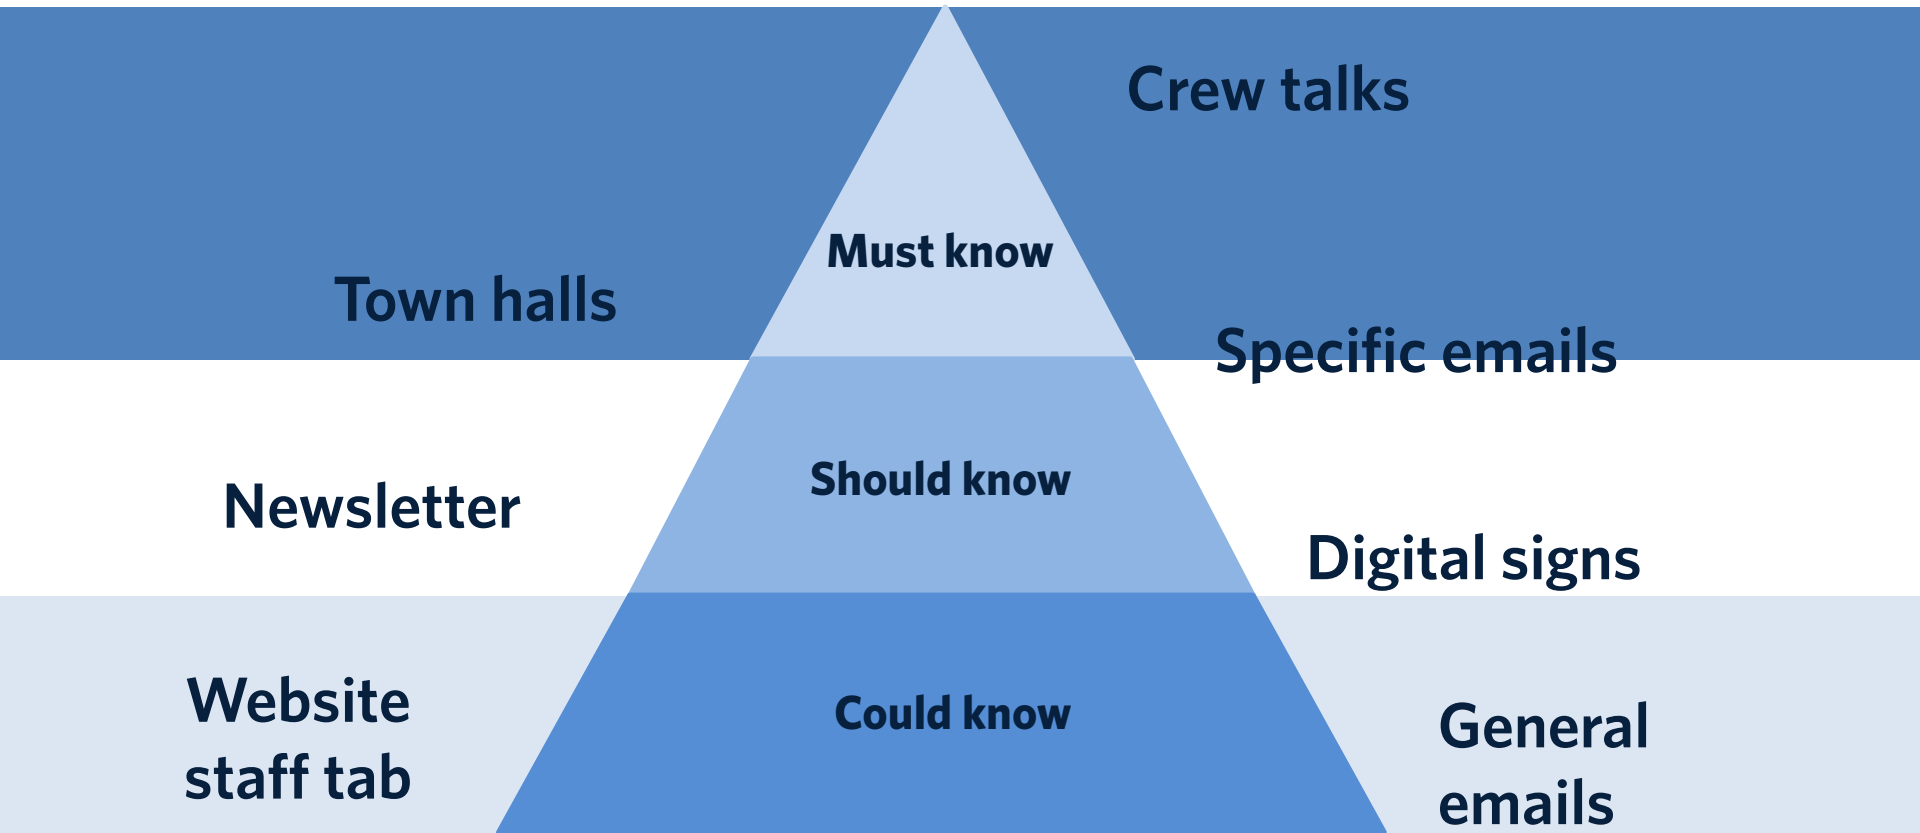 Crew talks
Must know
Town halls
Specific emails
Should know
Newsletter
Digital signs
Website
staff tab
Could know
General
emails